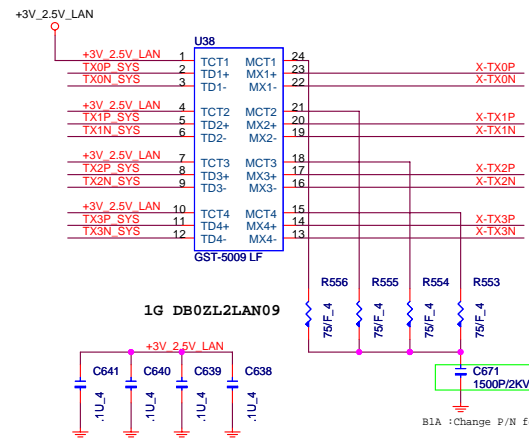 +3V_2.5V_LAN
U38
+3V_2.5V_LAN 1 TCT1 MCT1 24
TX0P_SYS 2 TD1+ MX1+ 23 X-TX0P
TX0N_SYS 3 TD1- MX1- 22 X-TX0N
+3V_2.5V_LAN 4 TCT2 MCT2 21
TX1P_SYS 5 TD2+ MX2+ 20 X-TX1P
TX1N_SYS 6 TD2- MX2- 19 X-TX1N
+3V_2.5V_LAN 7 TCT3 MCT3 18
TX2P_SYS 8 TD3+ MX3+ 17 X-TX2P
TX2N_SYS 9 TD3- MX3- 16 X-TX2N
+3V_2.5V_LAN 10 TCT4 MCT4 15
TX3P_SYS 11 TD4+ MX4+ 14 X-TX3P
TX3N_SYS 12 TD4- MX4- 13 X-TX3N
GST-5009 LF
R556 R555 R554 R553
75/F_4 75/F_4 75/F_4 75/F_4
1G DB0ZL2LAN09
+3V_2.5V_LAN
C641 C640 C639 C638
.1U_4 .1U_4 .1U_4 .1U_4
C671
1500P/2KV
B1A :Change P/N f